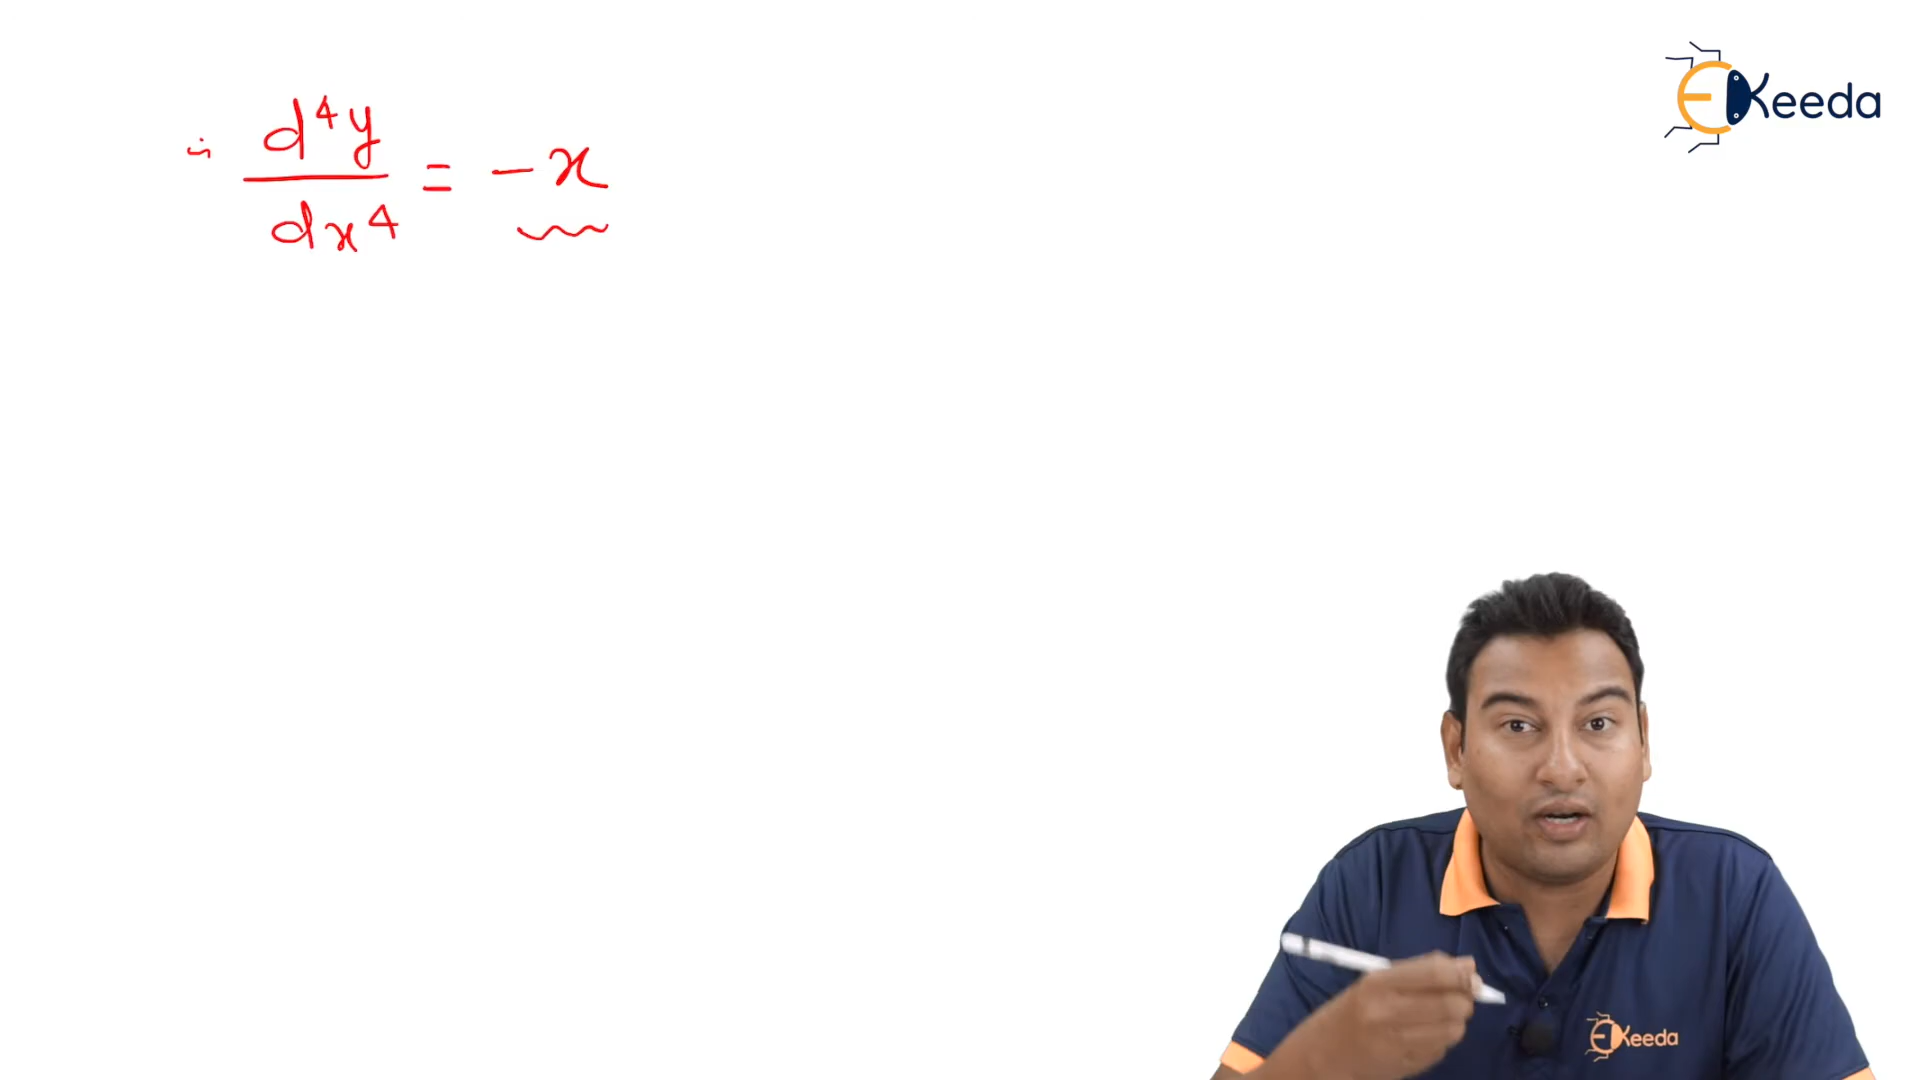 EKeeda
∴ d⁴y/dx⁴ = -x
EKeeda